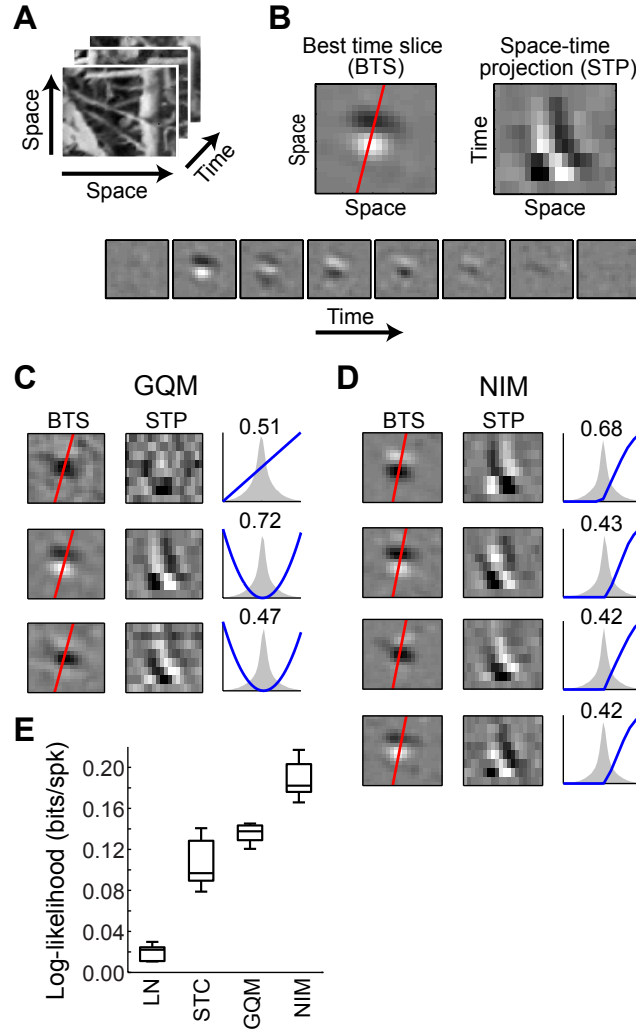 A
Space
Space
Time
B
Best time slice
(BTS)
Space-time
projection (STP)
Space
Space
Time
Space
Time
C
GQM
BTS
STP
0.51
0.72
0.47
D
NIM
BTS
STP
0.68
0.43
0.42
0.42
E
Log-likelihood (bits/spk)
0.20
0.16
0.12
0.08
0.04
0.00
LN
STC
GQM
NIM